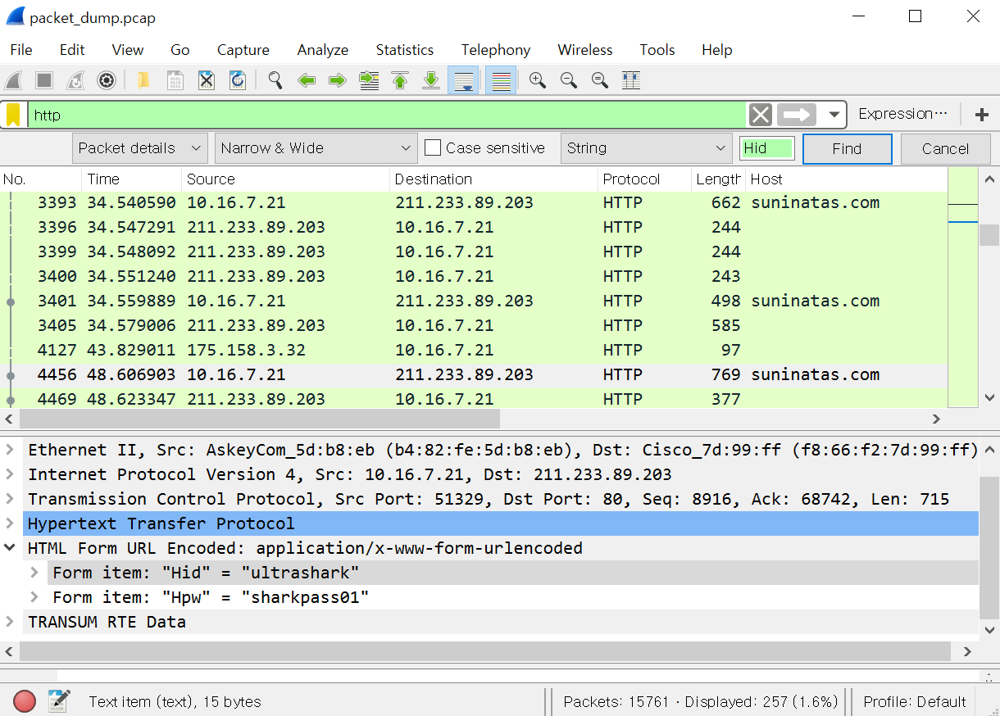 packet_dump.pcap
File Edit View Go Capture Analyze Statistics Telephony Wireless Tools Help
http Expression…
Packet details Narrow & Wide Case sensitive String Hid Find Cancel
No. Time Source Destination Protocol Length Host
3393 34.540590 10.16.7.21 211.233.89.203 HTTP 662 suninatas.com
3396 34.547291 211.233.89.203 10.16.7.21 HTTP 244
3399 34.548092 211.233.89.203 10.16.7.21 HTTP 244
3400 34.551240 211.233.89.203 10.16.7.21 HTTP 243
3401 34.559889 10.16.7.21 211.233.89.203 HTTP 498 suninatas.com
3405 34.579006 211.233.89.203 10.16.7.21 HTTP 585
4127 43.829011 175.158.3.32 10.16.7.21 HTTP 97
4456 48.606903 10.16.7.21 211.233.89.203 HTTP 769 suninatas.com
4469 48.623347 211.233.89.203 10.16.7.21 HTTP 377
Ethernet II, Src: AskeyCom_5d:b8:eb (b4:82:fe:5d:b8:eb), Dst: Cisco_7d:99:ff (f8:66:f2:7d:99:ff)
Internet Protocol Version 4, Src: 10.16.7.21, Dst: 211.233.89.203
Transmission Control Protocol, Src Port: 51329, Dst Port: 80, Seq: 8916, Ack: 68742, Len: 715
Hypertext Transfer Protocol
HTML Form URL Encoded: application/x-www-form-urlencoded
Form item: "Hid" = "ultrashark"
Form item: "Hpw" = "sharkpass01"
TRANSUM RTE Data
Text item (text), 15 bytes Packets: 15761 · Displayed: 257 (1.6%) Profile: Default